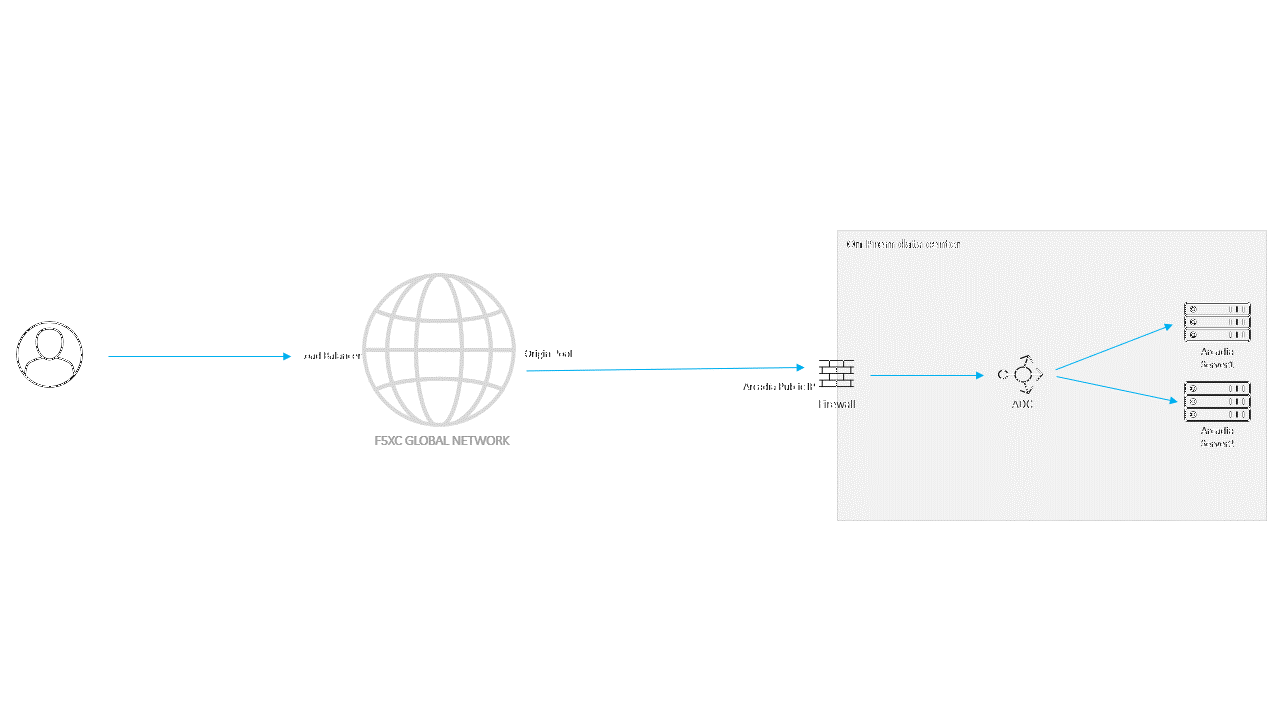 On Prem data center
Load Balancer
Origin Pool
Arcadia Public IP
Firewall
ADC
F5XC GLOBAL NETWORK
Arcadia
Server1
Arcadia